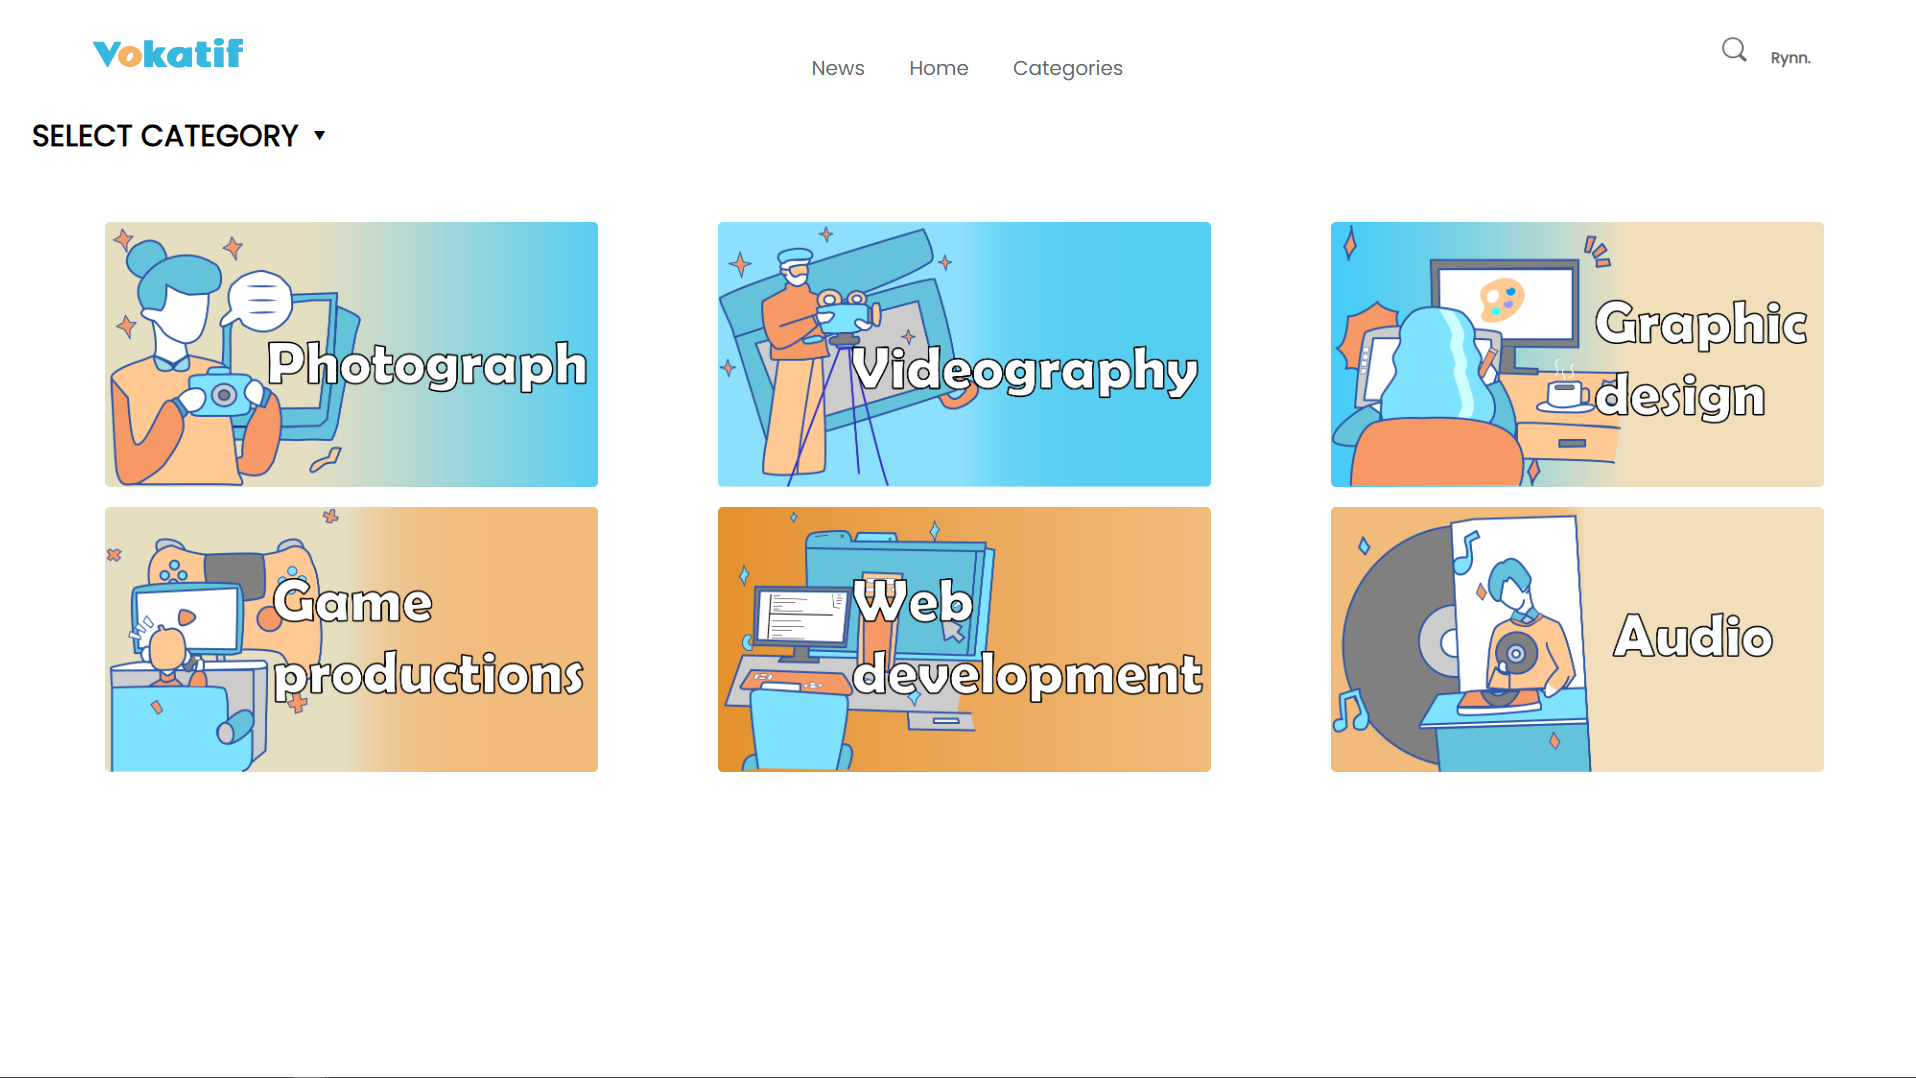 Vokatif
News Home Categories
Rynn.
SELECT CATEGORY
Photograph
Videography
Graphic
design
Game
productions
Web
development
Audio